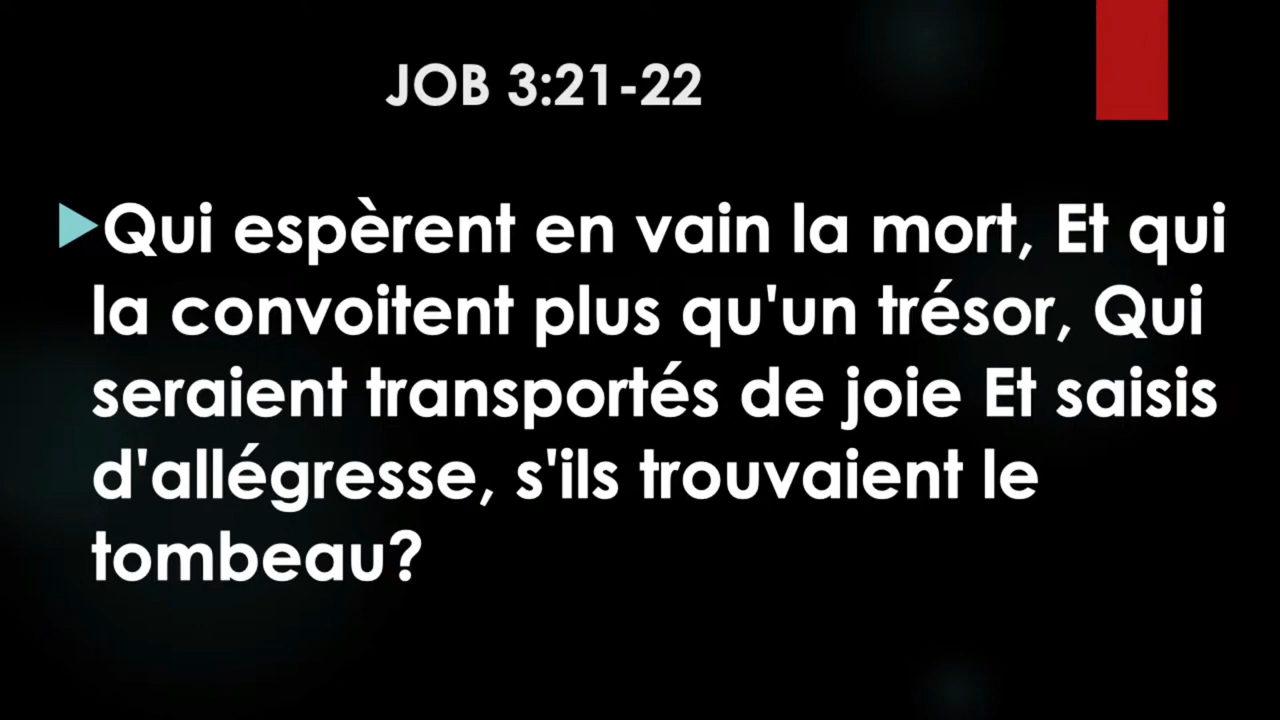 JOB 3:21-22
Qui espèrent en vain la mort, Et qui
la convoitent plus qu'un trésor, Qui
seraient transportés de joie Et saisis
d'allégresse, s'ils trouvaient le
tombeau?